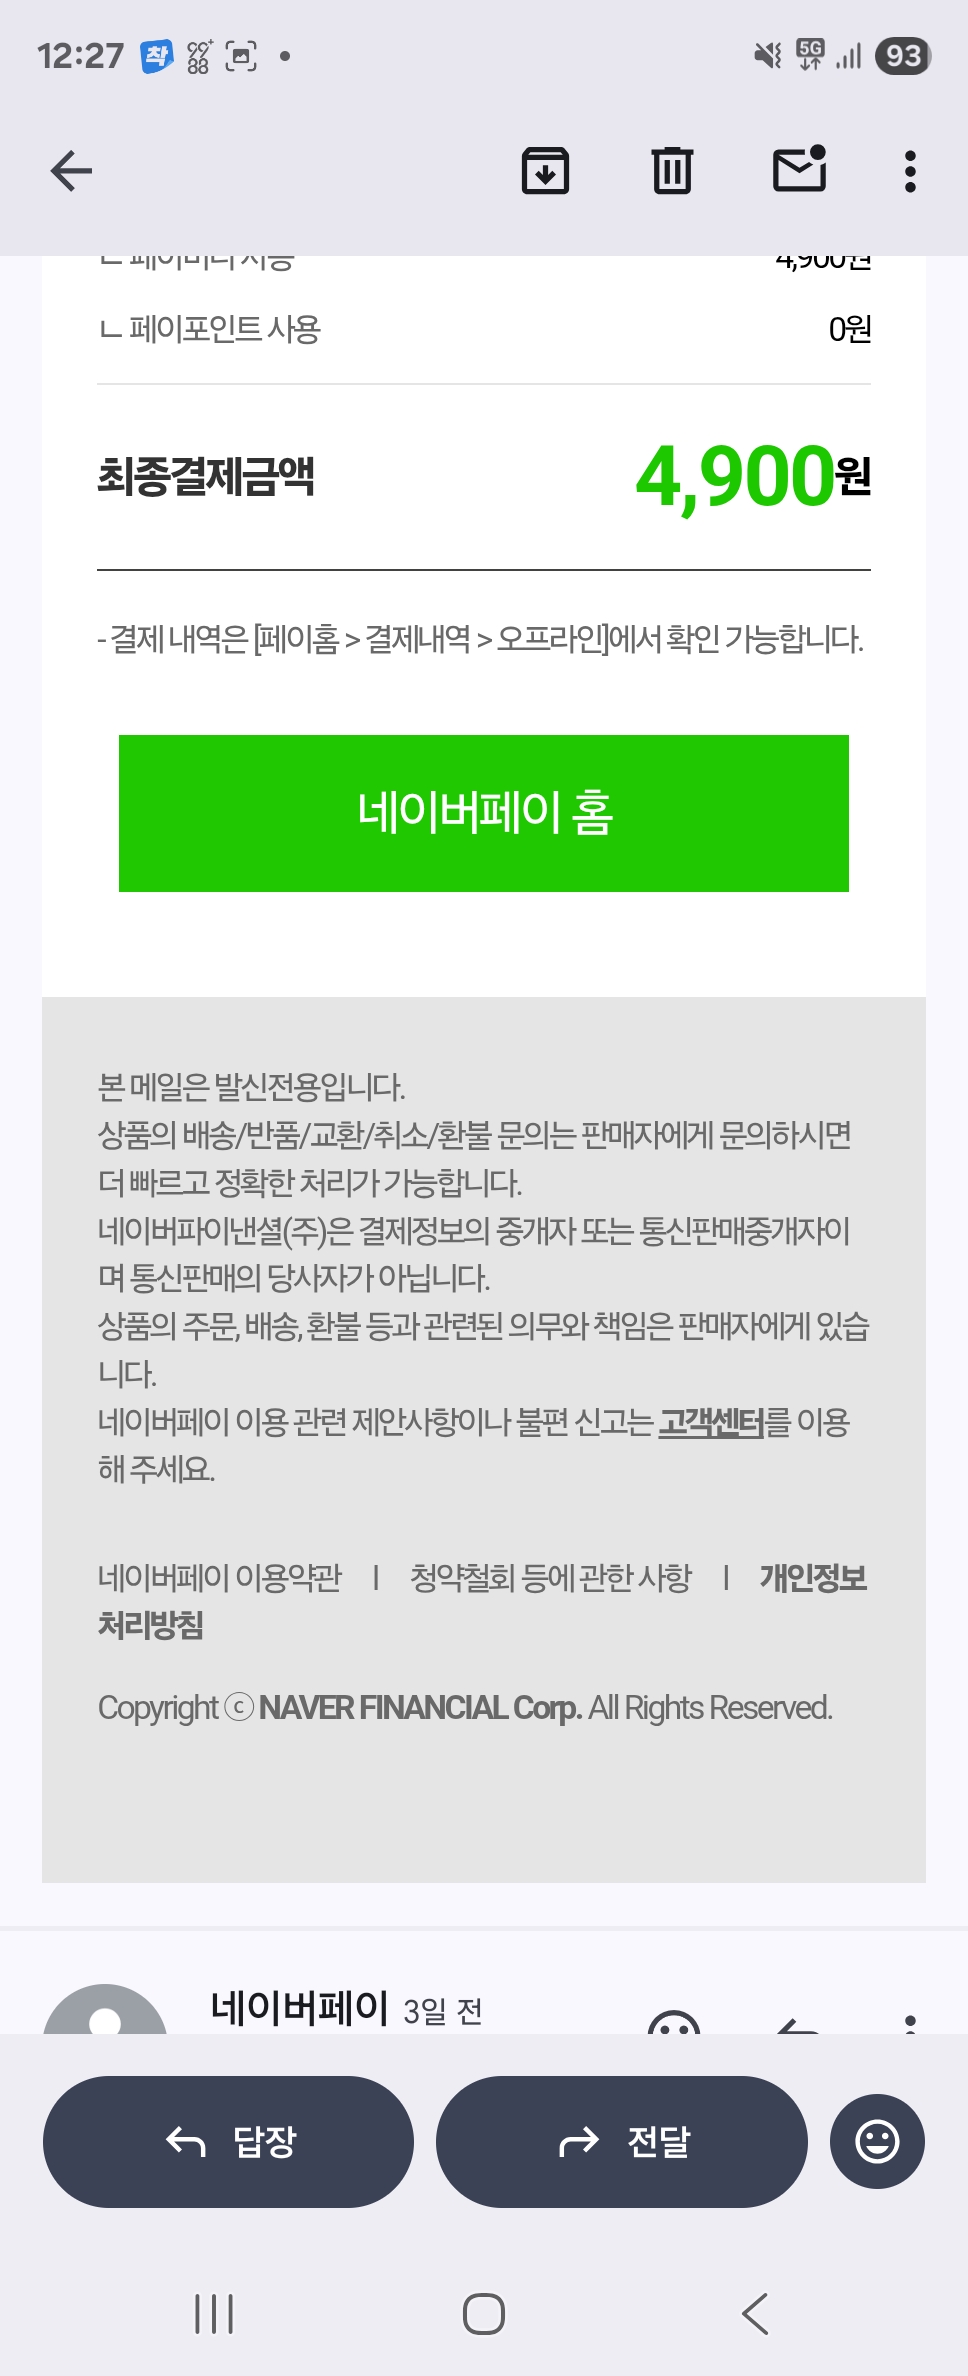 12:27
착
5G
93
ㄴ 페이머니 사용 4,900원
ㄴ 페이포인트 사용 0원
최종결제금액 4,900원
- 결제 내역은 [페이홈 > 결제내역 > 오프라인]에서 확인 가능합니다.
네이버페이 홈
본 메일은 발신전용입니다.
상품의 배송/반품/교환/취소/환불 문의는 판매자에게 문의하시면
더 빠르고 정확한 처리가 가능합니다.
네이버파이낸셜(주)은 결제정보의 중개자 또는 통신판매중개자이
며 통신판매의 당사자가 아닙니다.
상품의 주문, 배송, 환불 등과 관련된 의무와 책임은 판매자에게 있습
니다.
네이버페이 이용 관련 제안사항이나 불편 신고는 고객센터를 이용
해 주세요.
네이버페이 이용약관 | 청약철회 등에 관한 사항 | 개인정보
처리방침
Copyright ⓒ NAVER FINANCIAL Corp. All Rights Reserved.
네이버페이 3일 전
답장
전달